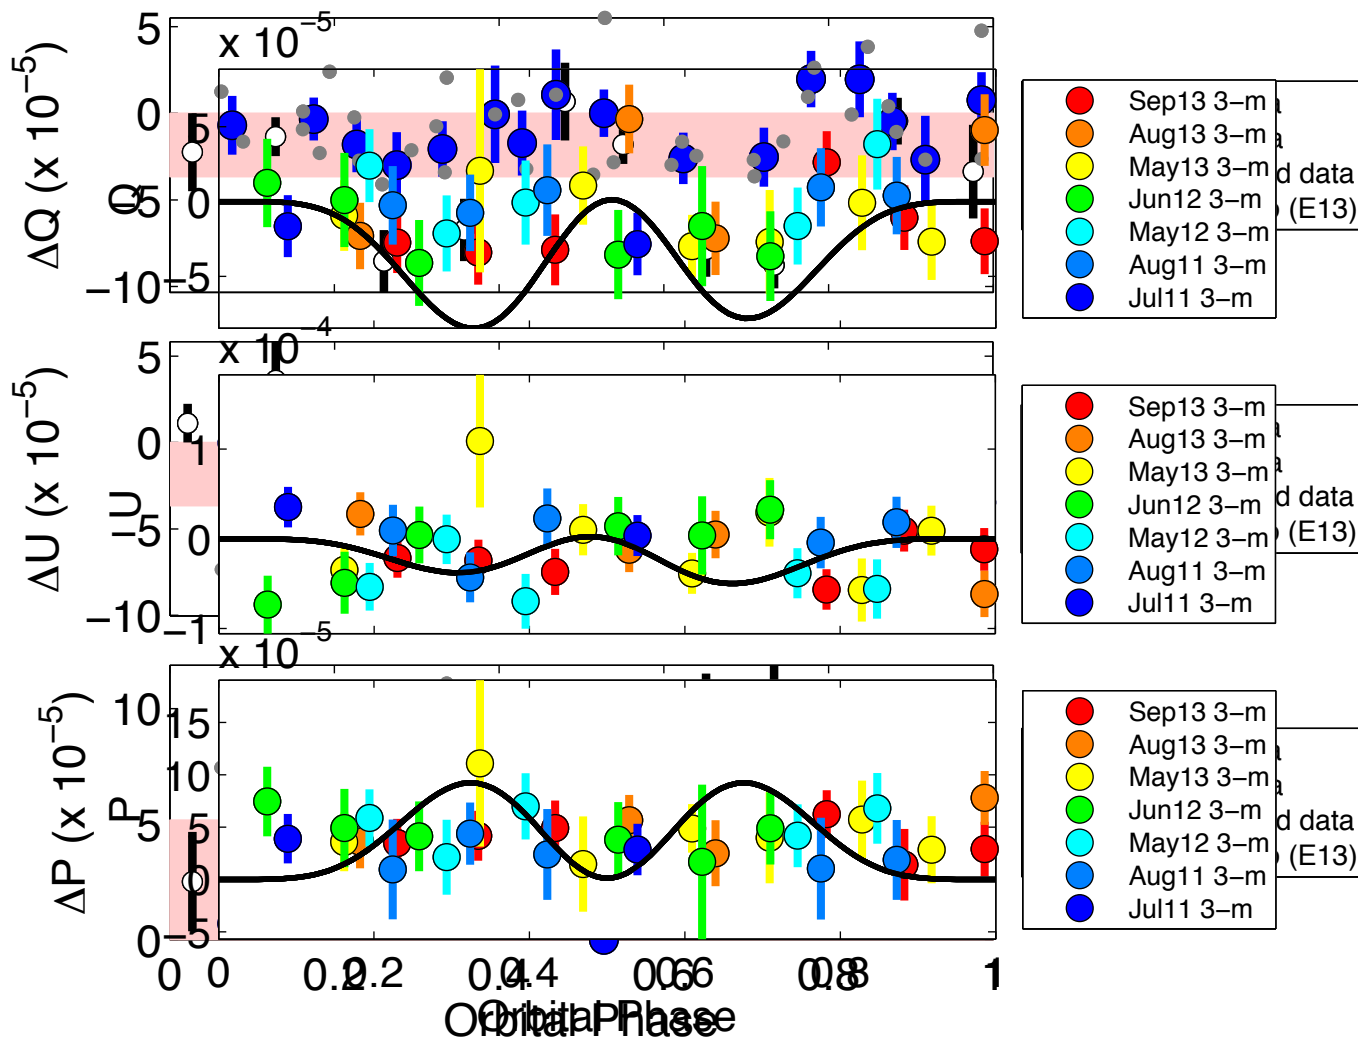 x 10−5
5
0
−5
−10
5
−5
ΔQ (x 10−5)
Q
Sep13 3−m
Aug13 3−m
May13 3−m
Jun12 3−m
May12 3−m
Aug11 3−m
Jul11 3−m
a
a
d data
(E13)
x 10−4
5
0
−5
−10
1
0
−1
ΔU (x 10−5)
U
Sep13 3−m
Aug13 3−m
May13 3−m
Jun12 3−m
May12 3−m
Aug11 3−m
Jul11 3−m
a
a
d data
(E13)
x 10−5
10
5
0
15
10
5
0
−5
ΔP (x 10−5)
P
Sep13 3−m
Aug13 3−m
May13 3−m
Jun12 3−m
May12 3−m
Aug11 3−m
Jul11 3−m
a
a
d data
(E13)
0 0.2 0.4 0.6 0.8 1
0 0.2 0.4 0.6 0.8 1
Orbital Phase
Orbital Phase